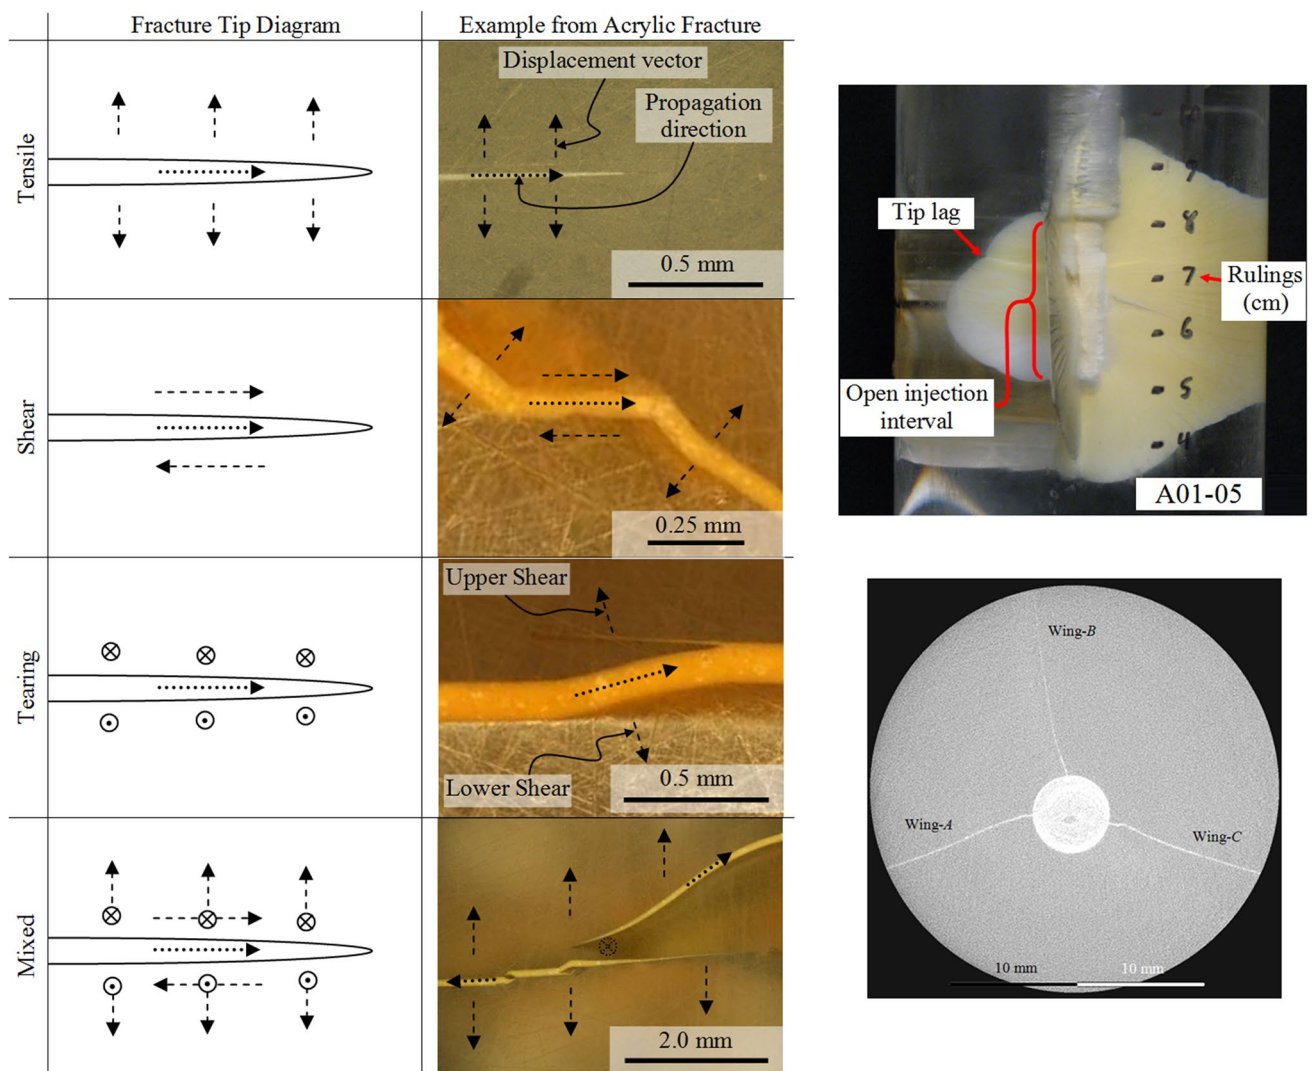 Fracture Tip Diagram
Example from Acrylic Fracture
Tensile
Displacement vector
Propagation
direction
0.5 mm
Shear
0.25 mm
Tearing
Upper Shear
Lower Shear
0.5 mm
Mixed
2.0 mm
9
8
7
6
5
4
Tip lag
Rulings
(cm)
Open injection
interval
A01-05
Wing-B
Wing-A
Wing-C
10 mm
10 mm